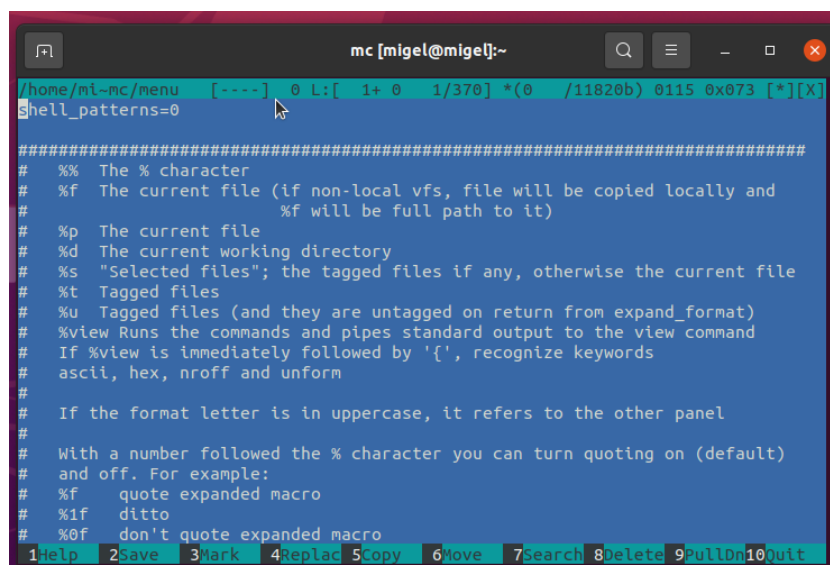 mc [migel@migel]:~
/home/mi~mc/menu   [----]  0 L:[  1+ 0   1/370] *(0   /11820b) 0115 0x073 [*][X]
shell_patterns=0
##############################################################################
#   %%  The % character
#   %f  The current file (if non-local vfs, file will be copied locally and
#                         %f will be full path to it)
#   %p  The current file
#   %d  The current working directory
#   %s  "Selected files"; the tagged files if any, otherwise the current file
#   %t  Tagged files
#   %u  Tagged files (and they are untagged on return from expand_format)
#   %view Runs the commands and pipes standard output to the view command
#   If %view is immediately followed by '{', recognize keywords
#   ascii, hex, nroff and unform
#
#   If the format letter is in uppercase, it refers to the other panel
#
#   With a number followed the % character you can turn quoting on (default)
#   and off. For example:
#   %f    quote expanded macro
#   %1f   ditto
#   %0f   don't quote expanded macro
1Help   2Save   3Mark   4Replac 5Copy   6Move   7Search 8Delete 9PullDn10Quit